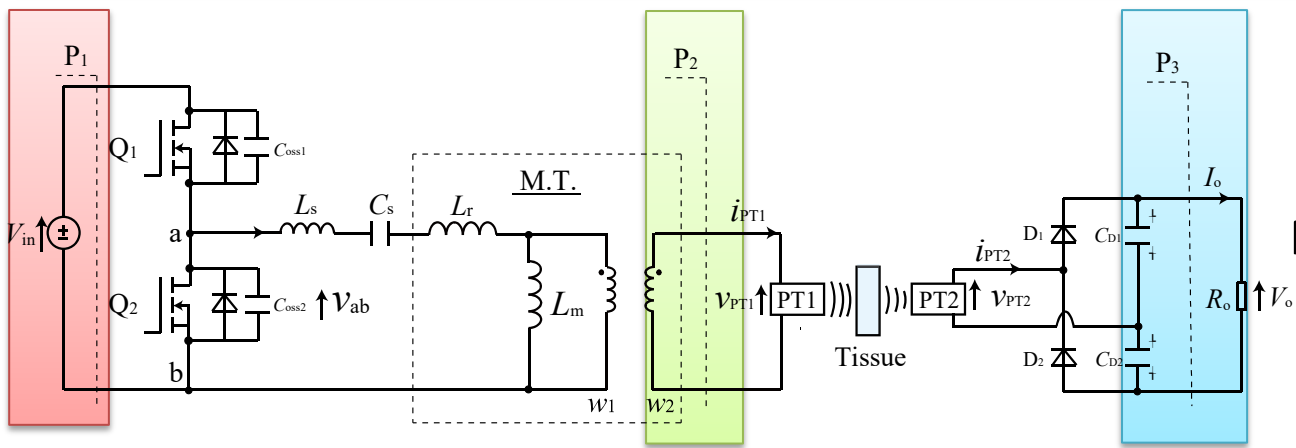 P1
P2
P3
Q1
Coss1
M.T.
Io
Ls
Cs
Lr
iPT1
Vin
±
a
D1
CD1
iPT2
Q2
Coss2
vab
Lm
vPT1
PT1
PT2
vPT2
Ro
Vo
Tissue
D2
CD2
b
w1
w2